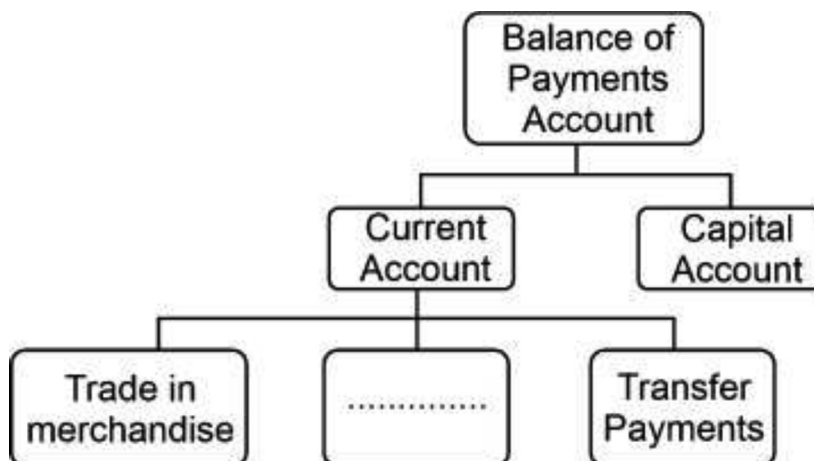 Balance of
Payments
Account
Current
Account
Capital
Account
Trade in
merchandise
................
Transfer
Payments